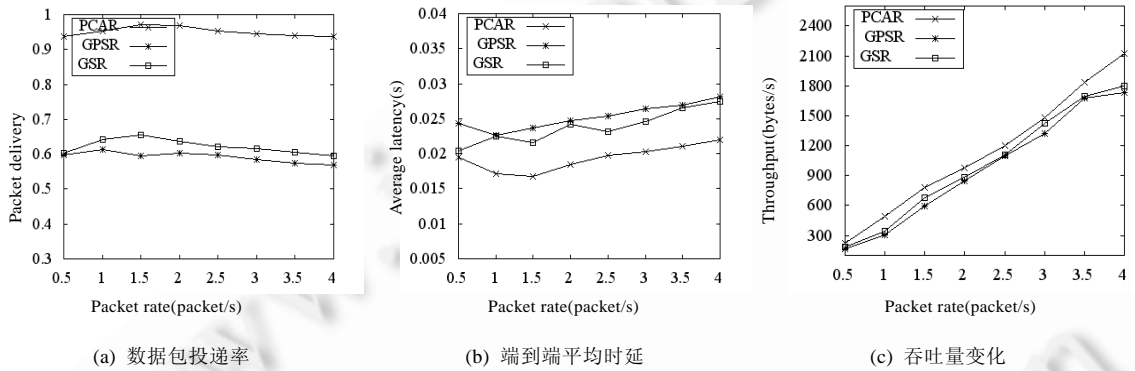 PCAR
GPSR
GSR
1
0.9
0.8
0.7
0.6
0.5
0.4
0.3
Packet delivery
0.5 1 1.5 2 2.5 3 3.5 4
Packet rate(packet/s)
(a) 数据包投递率
PCAR
GPSR
GSR
0.04
0.035
0.03
0.025
0.02
0.015
0.01
0.005
Average latency(s)
0.5 1 1.5 2 2.5 3 3.5 4
Packet rate(packet/s)
(b) 端到端平均时延
PCAR
GPSR
GSR
2400
2100
1800
1500
1200
900
600
300
Throughput(bytes/s)
0.5 1 1.5 2 2.5 3 3.5 4
Packet rate(packet/s)
(c) 吞吐量变化